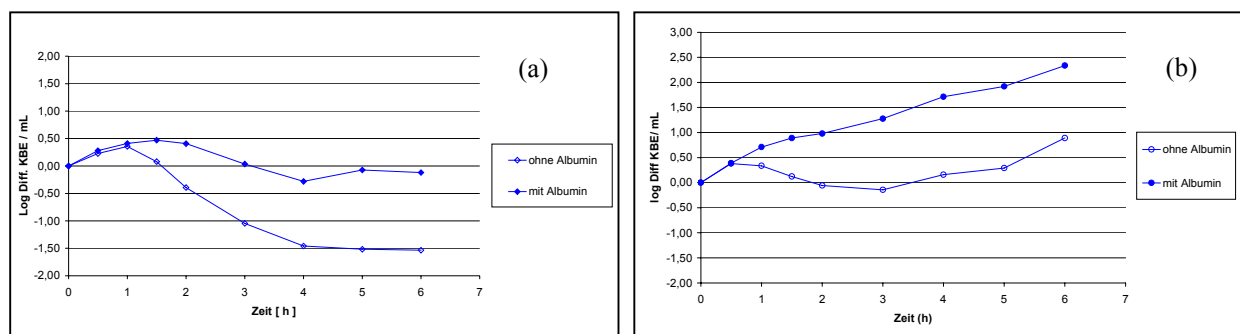 (a)
2,00
1,50
1,00
0,50
0,00
-0,50
-1,00
-1,50
-2,00
Log Diff. KBE / mL
0 1 2 3 4 5 6 7
Zeit [ h ]
ohne Albumin
mit Albumin
(b)
3,00
2,50
2,00
1,50
1,00
0,50
0,00
-0,50
-1,00
-1,50
-2,00
log Diff KBE/ mL
0 1 2 3 4 5 6 7
Zeit (h)
ohne Albumin
mit Albumin